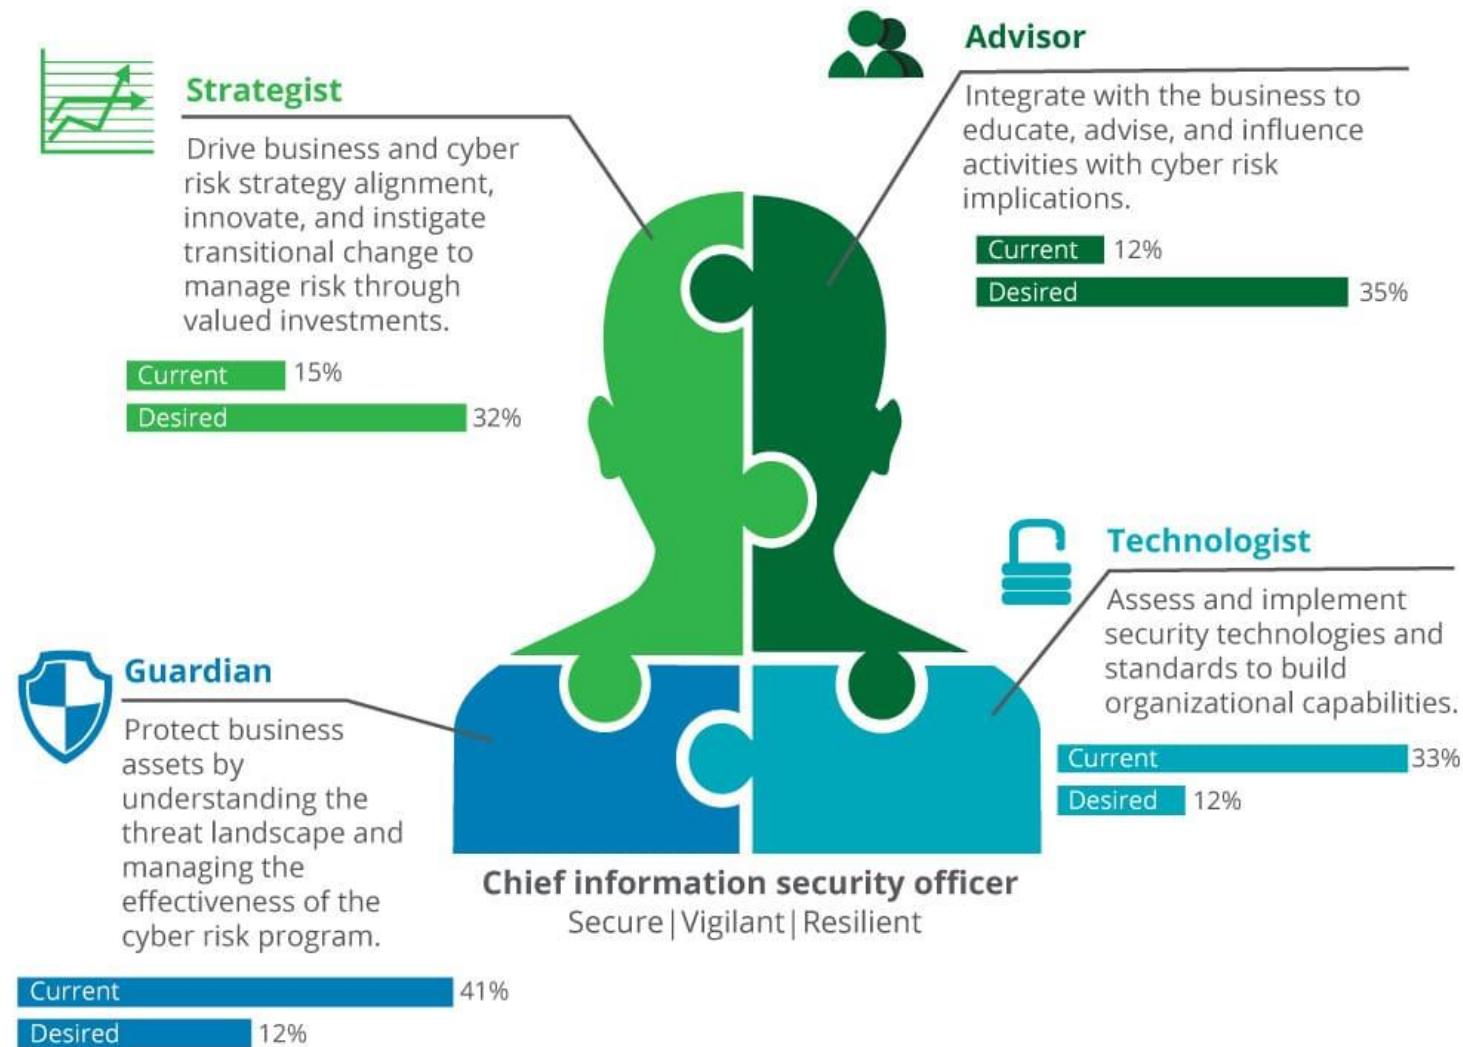 Strategist
Drive business and cyber
risk strategy alignment,
innovate, and instigate
transitional change to
manage risk through
valued investments.
Current 15%
Desired 32%
Advisor
Integrate with the business to
educate, advise, and influence
activities with cyber risk
implications.
Current 12%
Desired 35%
Guardian
Protect business
assets by
understanding the
threat landscape and
managing the
effectiveness of the
cyber risk program.
Current 41%
Desired 12%
Technologist
Assess and implement
security technologies and
standards to build
organizational capabilities.
Current 33%
Desired 12%
Chief information security officer
Secure|Vigilant|Resilient